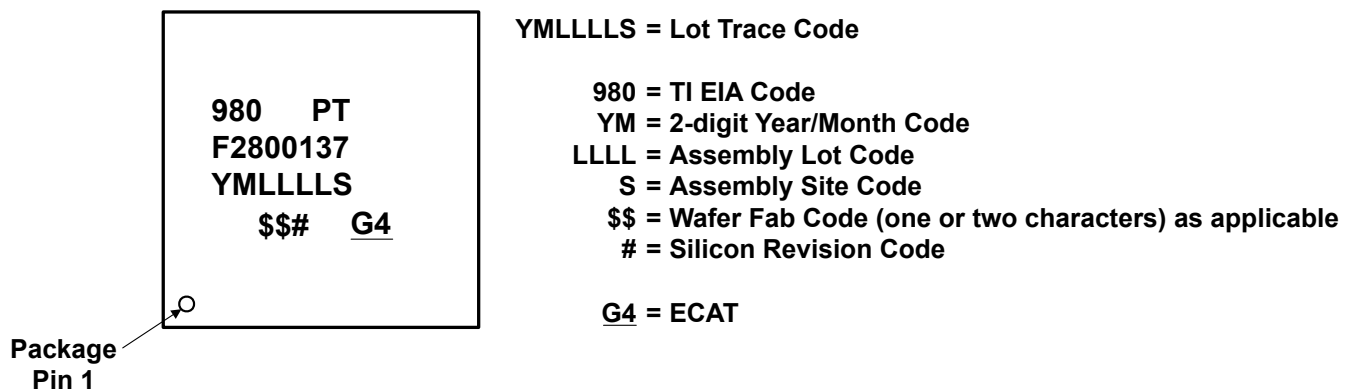 980 PT
F2800137
YMLLLLS
$$# G4
Package
Pin 1
YMLLLLS = Lot Trace Code
980 = TI EIA Code
YM = 2-digit Year/Month Code
LLLL = Assembly Lot Code
S = Assembly Site Code
$$ = Wafer Fab Code (one or two characters) as applicable
# = Silicon Revision Code
G4 = ECAT